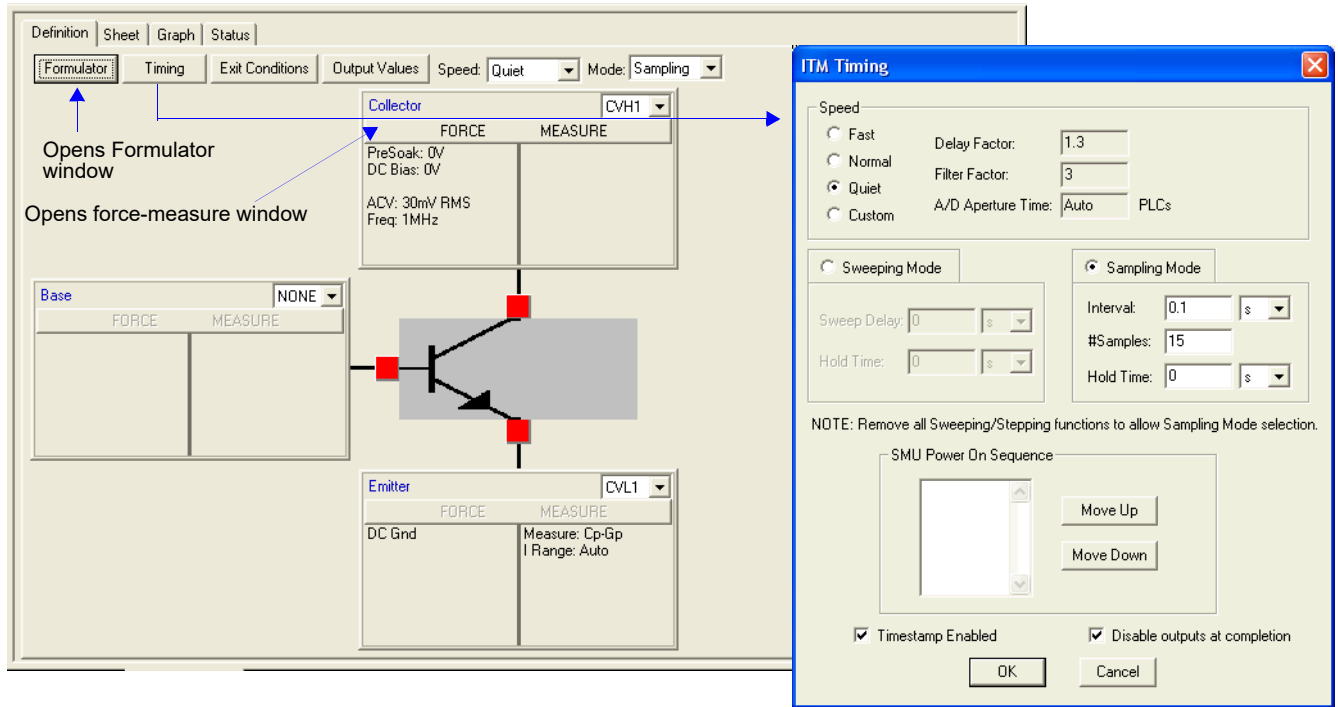 Definition Sheet Graph Status
Formulator Timing Exit Conditions Output Values Speed: Quiet Mode: Sampling
Opens Formulator
window
Opens force-measure window
Collector CVH1
FORCE MEASURE
PreSoak: 0V
DC Bias: 0V
ACV: 30mV RMS
Freq: 1MHz
Base NONE
FORCE MEASURE
Emitter CVL1
FORCE MEASURE
DC Gnd Measure: Cp-Gp
I Range: Auto
ITM Timing
Speed
Fast Delay Factor: 1.3
Normal Filter Factor: 3
Quiet A/D Aperture Time: Auto PLCs
Custom
Sweeping Mode
Sweep Delay: 0 s
Hold Time: 0 s
Sampling Mode
Interval: 0.1 s
#Samples: 15
Hold Time: 0 s
NOTE: Remove all Sweeping/Stepping functions to allow Sampling Mode selection.
SMU Power On Sequence
Move Up
Move Down
Timestamp Enabled Disable outputs at completion
OK Cancel